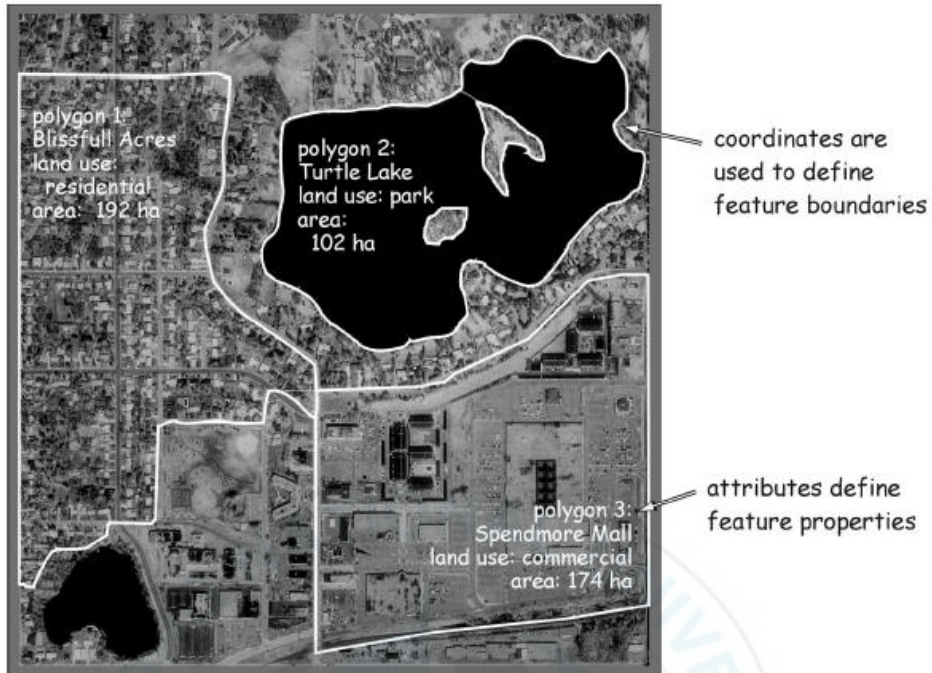 polygon 1:
Blissfull Acres
land use:
residential
area: 192 ha
polygon 2:
Turtle Lake
land use: park
area:
102 ha
coordinates are
used to define
feature boundaries
attributes define
feature properties
polygon 3:
Spendmore Mall
land use: commercial
area: 174 ha